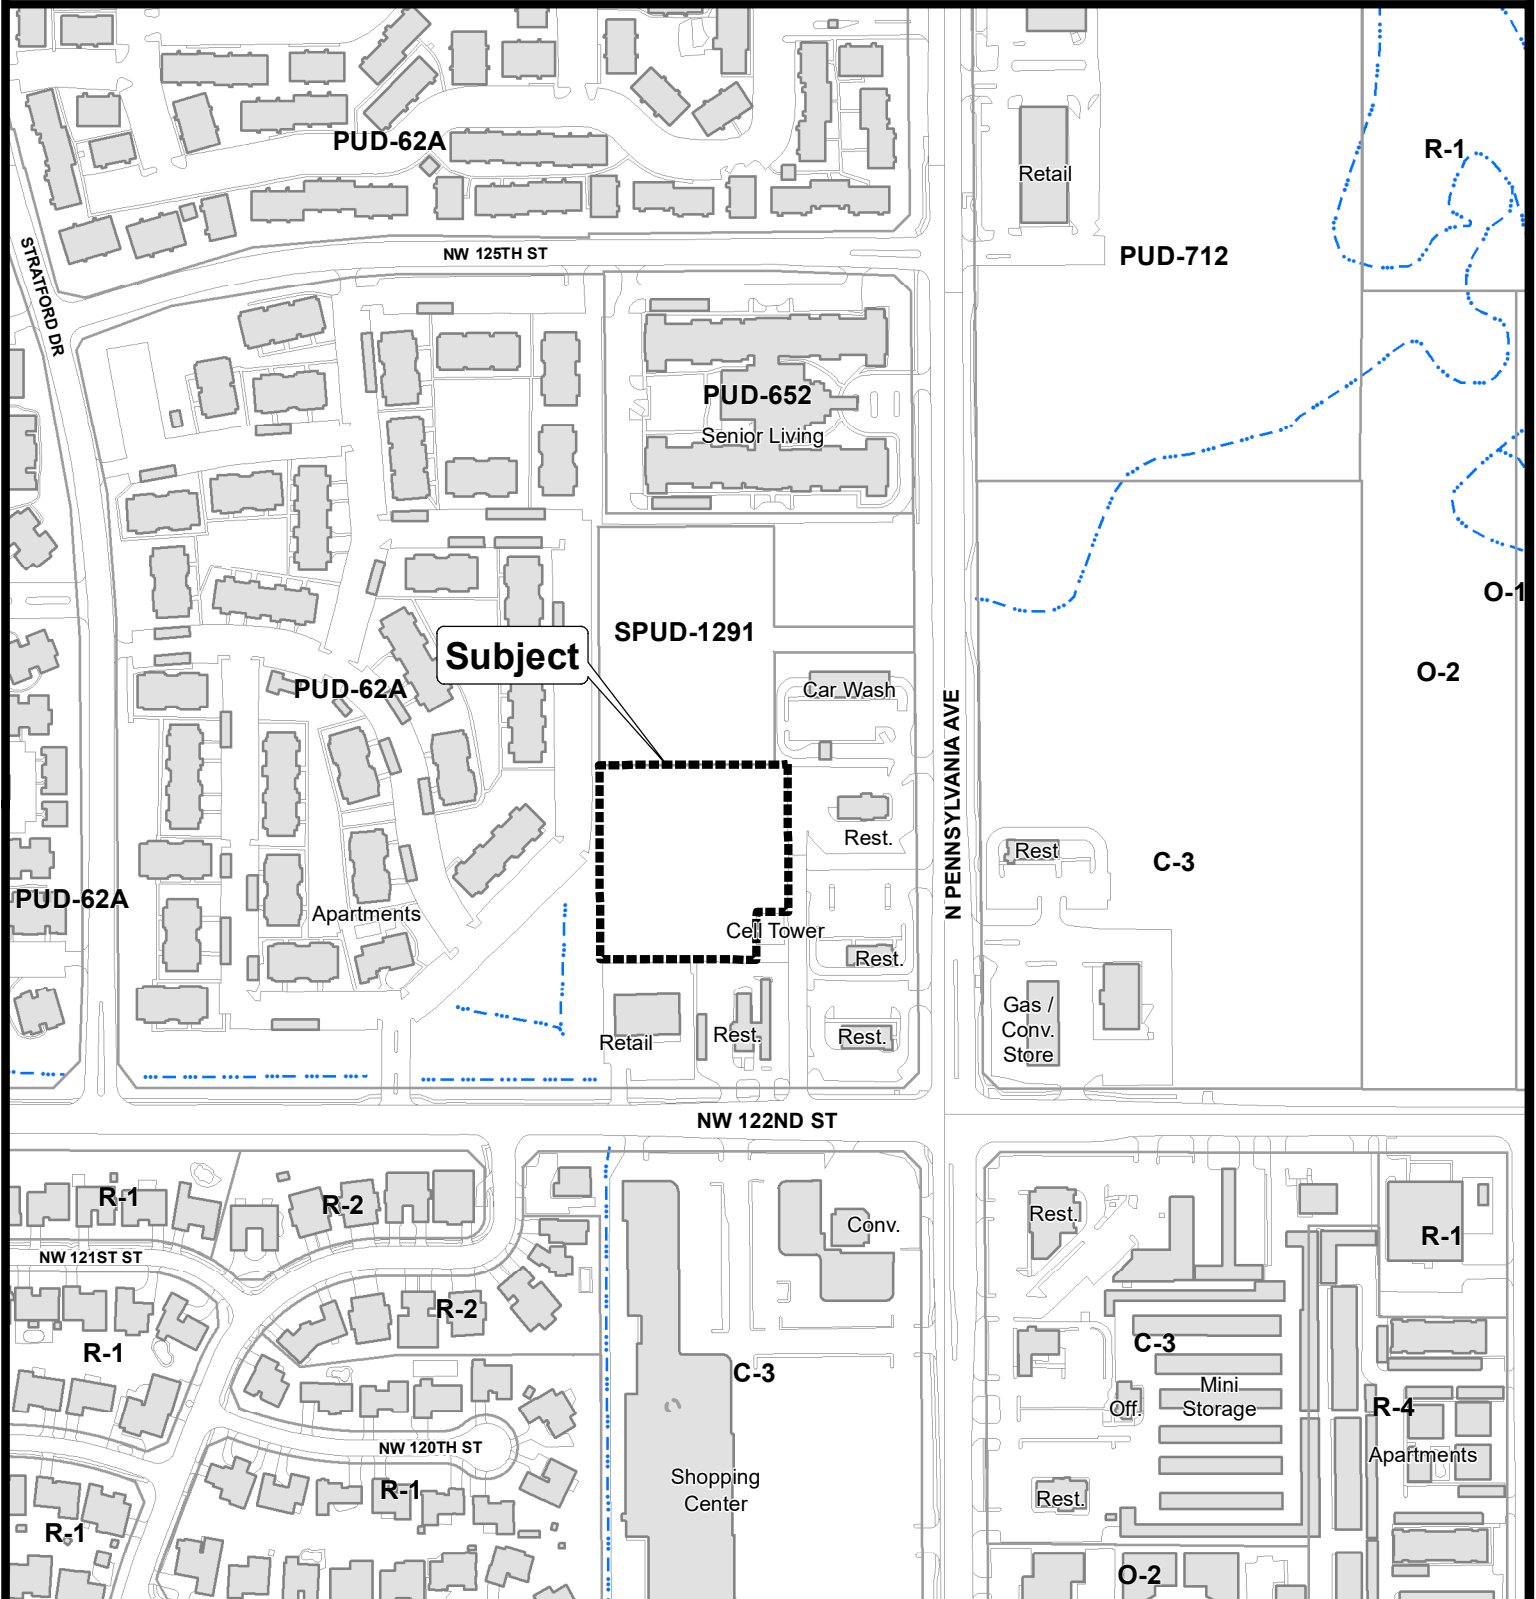 PUD-62A
R-1
Retail
STRATFORD DR
NW 125TH ST
PUD-712
PUD-652
Senior Living
O-1
SPUD-1291
Subject
O-2
PUD-62A
Car Wash
N PENNSYLVANIA AVE
Rest.
Rest
C-3
PUD-62A
Apartments
Cell Tower
Rest.
Gas /
Conv.
Store
Retail
Rest.
Rest.
NW 122ND ST
R-1
R-2
Conv.
Rest.
R-1
NW 121ST ST
R-2
R-1
C-3
C-3
Mini
Storage
Off.
R-4
NW 120TH ST
Apartments
Shopping
Center
R-1
Rest.
R-1
O-2